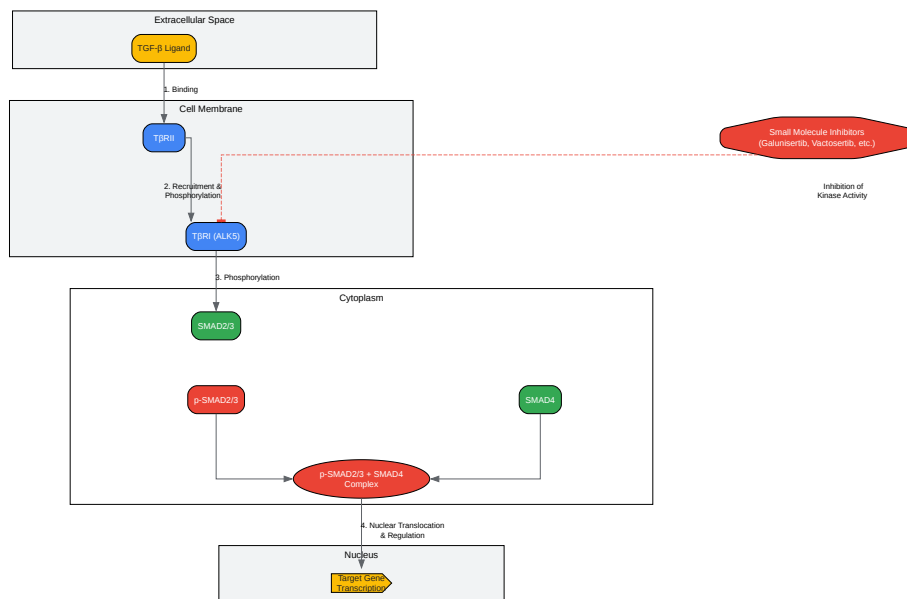 Extracellular Space
TGF-β Ligand
1. Binding
Cell Membrane
TβRII
Small Molecule Inhibitors
(Galunisertib, Vactosertib, etc.)
2. Recruitment &
Phosphorylation
Inhibition of
Kinase Activity
TβRI (ALK5)
3. Phosphorylation
Cytoplasm
SMAD2/3
p-SMAD2/3
SMAD4
p-SMAD2/3 + SMAD4
Complex
4. Nuclear Translocation
& Regulation
Nucleus
Target Gene
Transcription